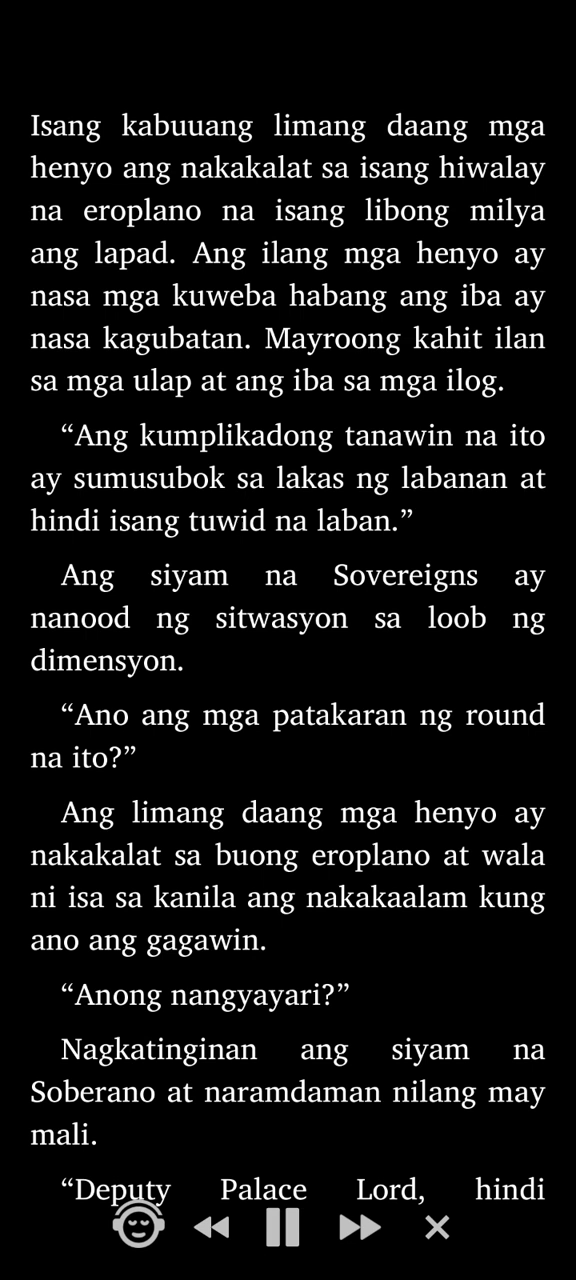 Isang kabuuang limang daang mga
henyo ang nakakalat sa isang hiwalay
na eroplano na isang libong milya
ang lapad. Ang ilang mga henyo ay
nasa mga kuweba habang ang iba ay
nasa kagubatan. Mayroong kahit ilan
sa mga ulap at ang iba sa mga ilog.
“Ang kumplikadong tanawin na ito
ay sumusubok sa lakas ng labanan at
hindi isang tuwid na laban.”
Ang siyam na Sovereigns ay
nanood ng sitwasyon sa loob ng
dimensyon.
“Ano ang mga patakaran ng round
na ito?”
Ang limang daang mga henyo ay
nakakalat sa buong eroplano at wala
ni isa sa kanila ang nakakaalam kung
ano ang gagawin.
“Anong nangyayari?”
Nagkatinginan ang siyam na
Soberano at naramdaman nilang may
mali.
“Deputy Palace Lord, hindi